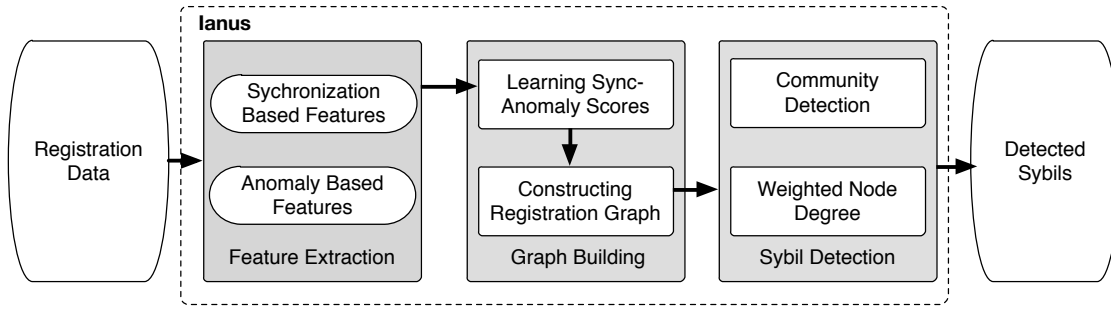 Ianus
Registration
Data
Sychronization
Based Features
Anomaly Based
Features
Feature Extraction
Learning Sync-
Anomaly Scores
Constructing
Registration Graph
Graph Building
Community
Detection
Weighted Node
Degree
Sybil Detection
Detected
Sybils